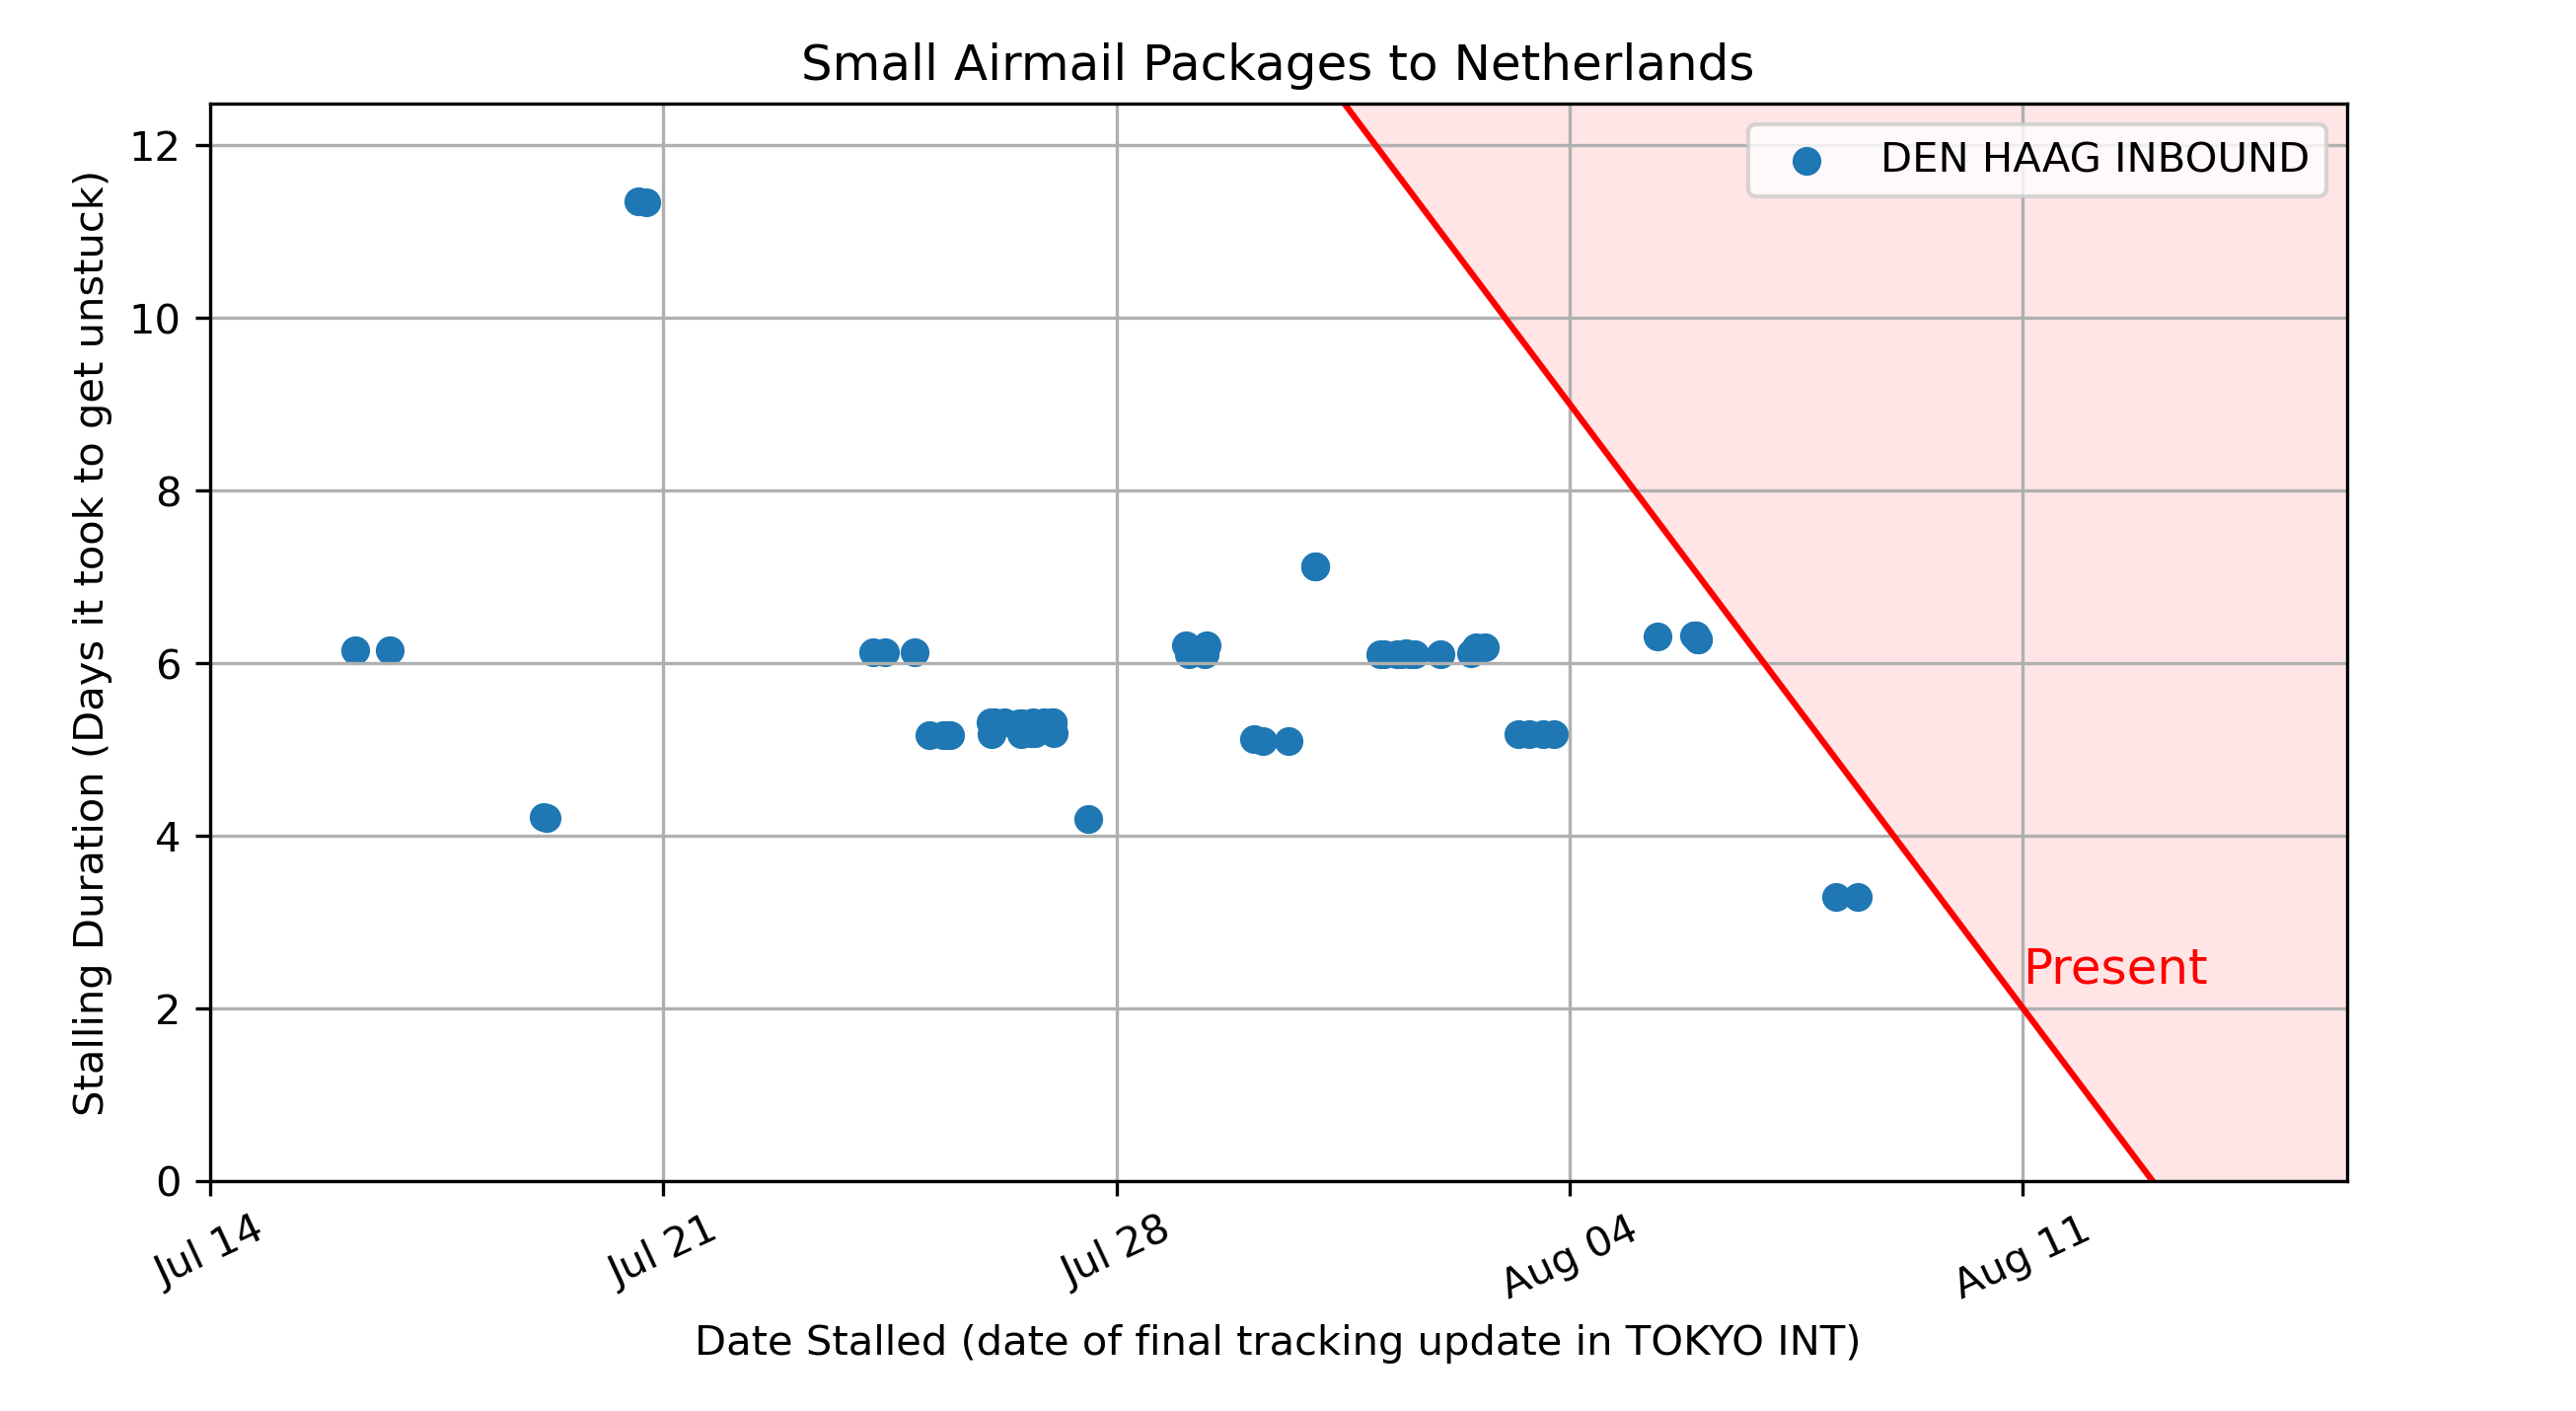 Small Airmail Packages to Netherlands
Stalling Duration (Days it took to get unstuck)
12
10
8
6
4
2
0
DEN HAAG INBOUND
Present
Jul 14
Jul 21
Jul 28
Aug 04
Aug 11
Date Stalled (date of final tracking update in TOKYO INT)